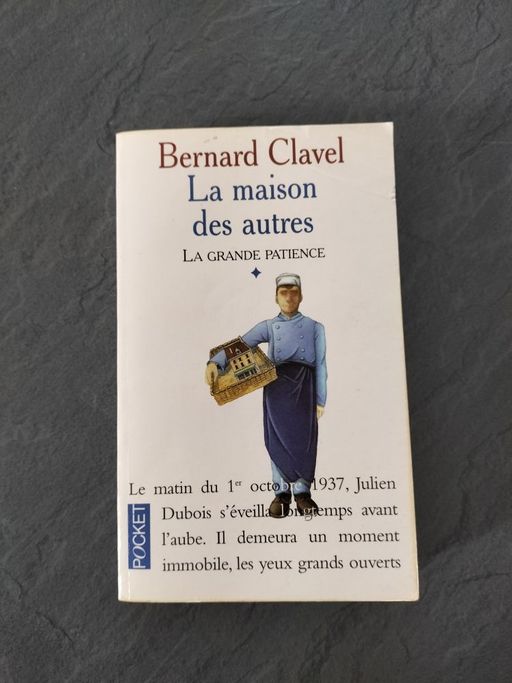 Bernard Clavel
La maison
des autres
LA GRANDE PATIENCE
Le matin du 1er octobre 1937, Julien
Dubois s'éveilla longtemps avant
l'aube. Il demeura un moment
immobile, les yeux grands ouverts
POCKET